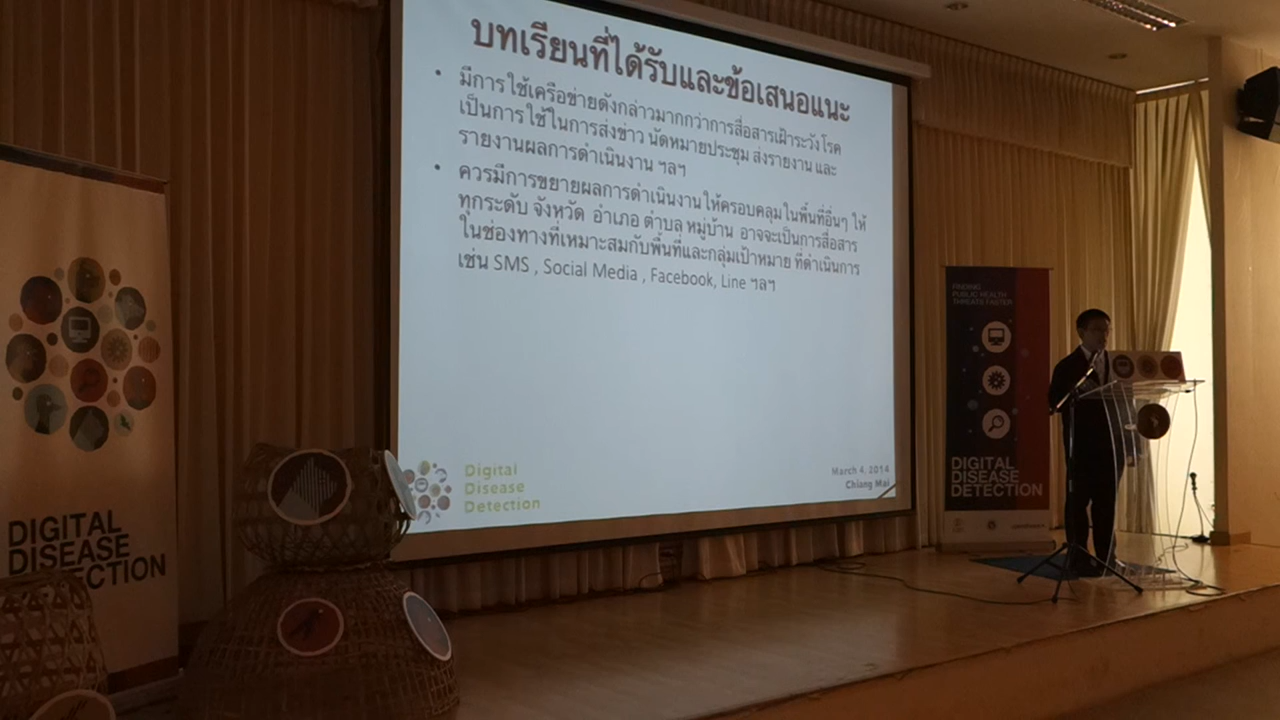 บทเรียนที่ได้รับและข้อเสนอแนะ
• มีการใช้เครือข่ายดังกล่าวมากกว่าการสื่อสารเฝ้าระวังโรค
เป็นการใช้ในการส่งข่าว นัดหมายประชุม ส่งรายงาน และ
รายงานผลการดำเนินงาน ฯลฯ
• ควรมีการขยายผลการดำเนินงานให้ครอบคลุมในพื้นที่อื่นๆ ให้
ทุกระดับ จังหวัด อำเภอ ตำบล หมู่บ้าน อาจจะเป็นการสื่อสาร
ในช่องทางที่เหมาะสมกับพื้นที่และกลุ่มเป้าหมาย ที่ดำเนินการ
เช่น SMS , Social Media , Facebook, Line ฯลฯ
Digital
Disease
Detection
March 4, 2014
Chiang Mai
DIGITAL
DISEASE
DETECTION
FINDING
PUBLIC HEALTH
THREATS FASTER
DIGITAL
DISEASE
DETECTION